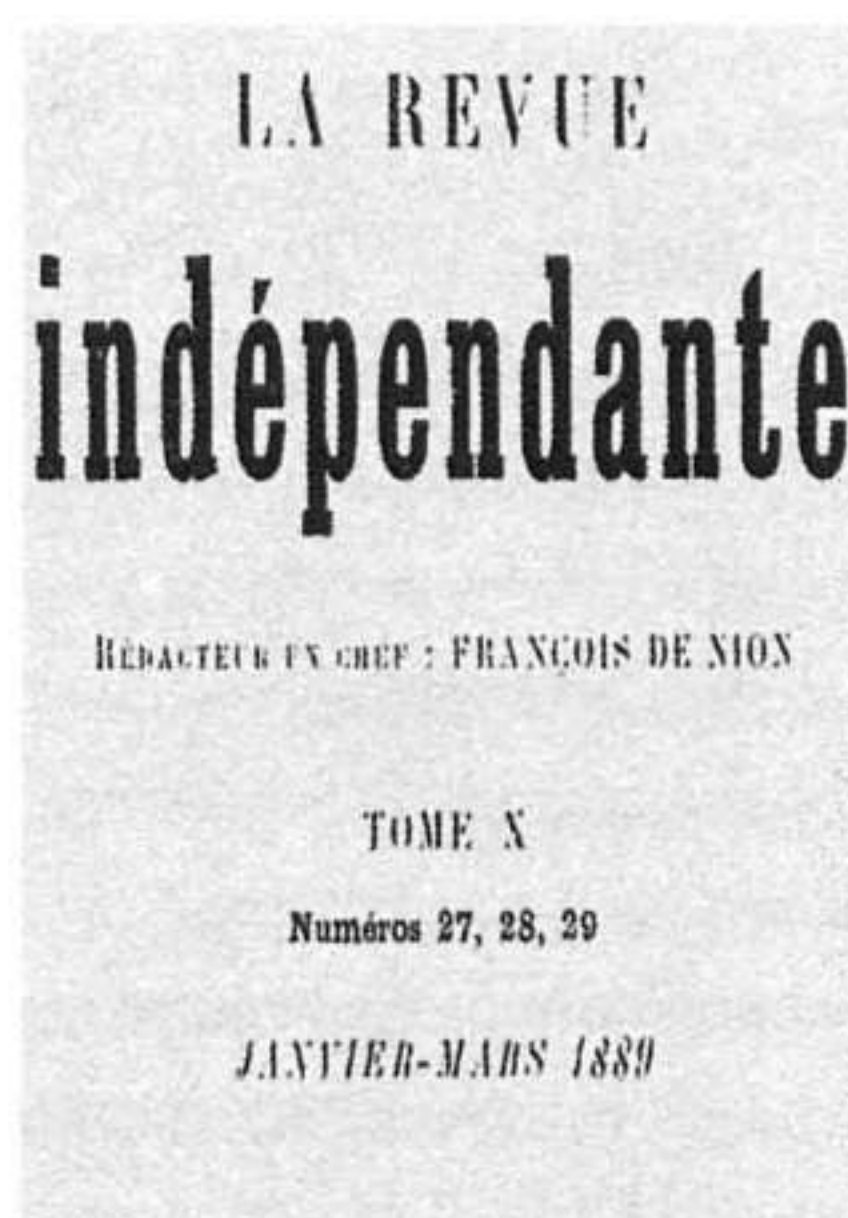 LA REVUE
indépendante
RÉDACTEUR EN CHEF : FRANÇOIS DE NION
TOME X
Numéros 27, 28, 29
JANVIER-MARS 1889